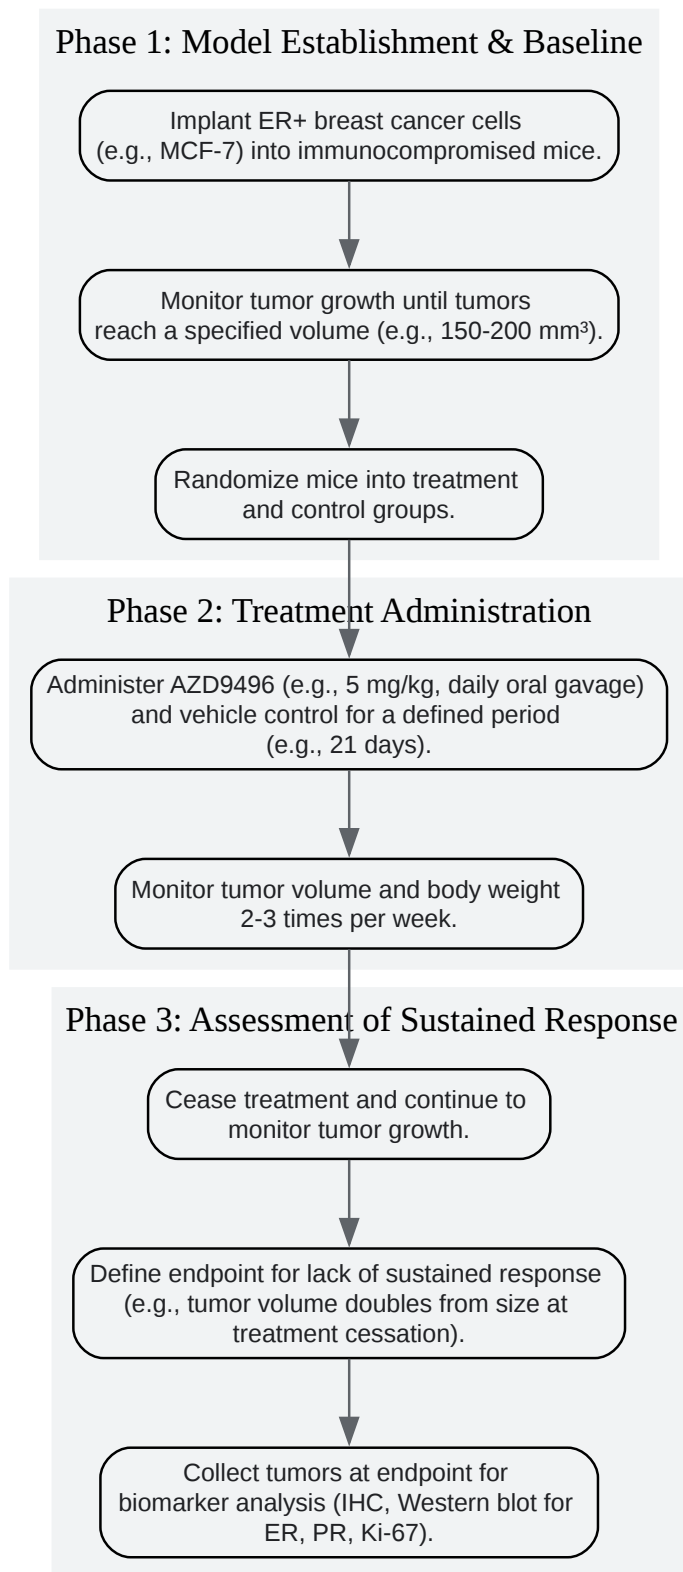 Phase 1: Model Establishment & Baseline
Implant ER+ breast cancer cells
(e.g., MCF-7) into immunocompromised mice.
Monitor tumor growth until tumors
reach a specified volume (e.g., 150-200 mm³).
Randomize mice into treatment
and control groups.
Phase 2: Treatment Administration
Administer AZD9496 (e.g., 5 mg/kg, daily oral gavage)
and vehicle control for a defined period
(e.g., 21 days).
Monitor tumor volume and body weight
2-3 times per week.
Phase 3: Assessment of Sustained Response
Cease treatment and continue to
monitor tumor growth.
Define endpoint for lack of sustained response
(e.g., tumor volume doubles from size at
treatment cessation).
Collect tumors at endpoint for
biomarker analysis (IHC, Western blot for
ER, PR, Ki-67).